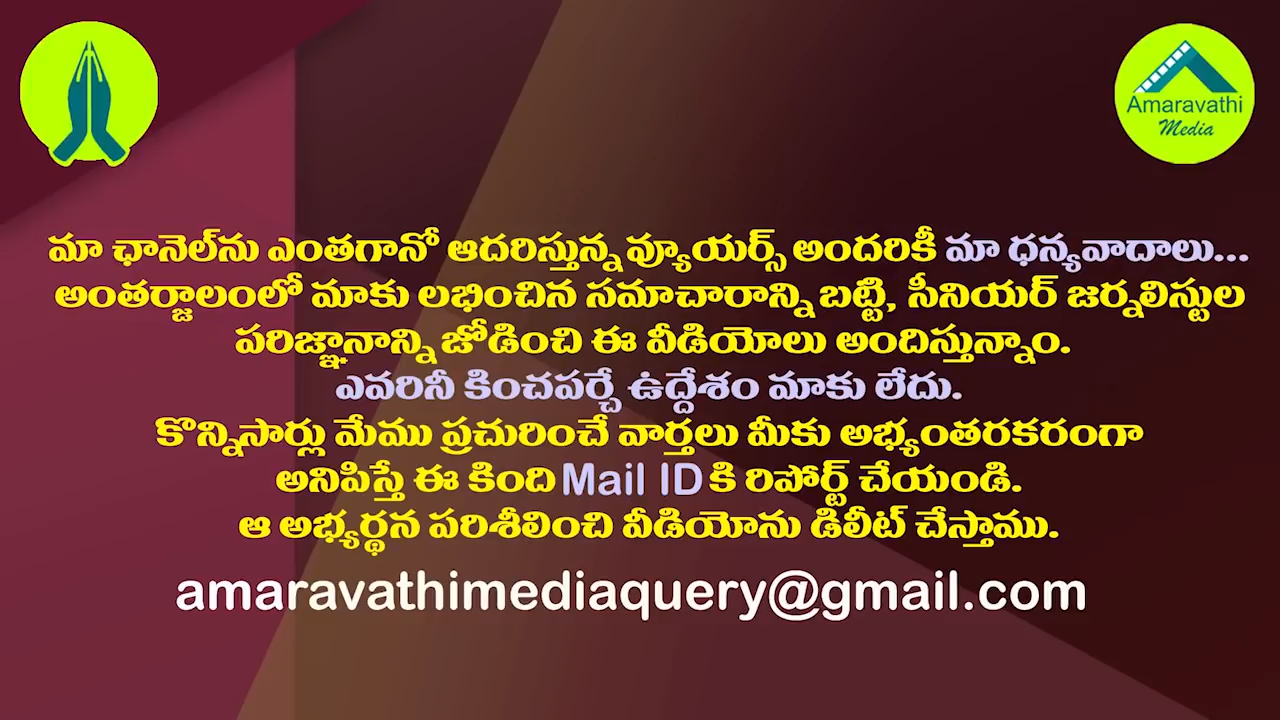 Amaravathi
Media
మా ఛానెల్‌ను ఎంతగానో ఆదరిస్తున్న వ్యూయర్స్ అందరికీ మా ధన్యవాదాలు...
అంతర్జాలంలో మాకు లభించిన సమాచారాన్ని బట్టి, సీనియర్ జర్నలిస్టుల
పరిజ్ఞానాన్ని జోడించి ఈ వీడియోలు అందిస్తున్నాం.
ఎవరినీ కించపర్చే ఉద్దేశం మాకు లేదు.
కొన్నిసార్లు మేము ప్రచురించే వార్తలు మీకు అభ్యంతరకరంగా
అనిపిస్తే ఈ కింది Mail ID కి రిపోర్ట్ చేయండి.
ఆ అభ్యర్థన పరిశీలించి వీడియోను డిలీట్ చేస్తాము.
amaravathimediaquery@gmail.com